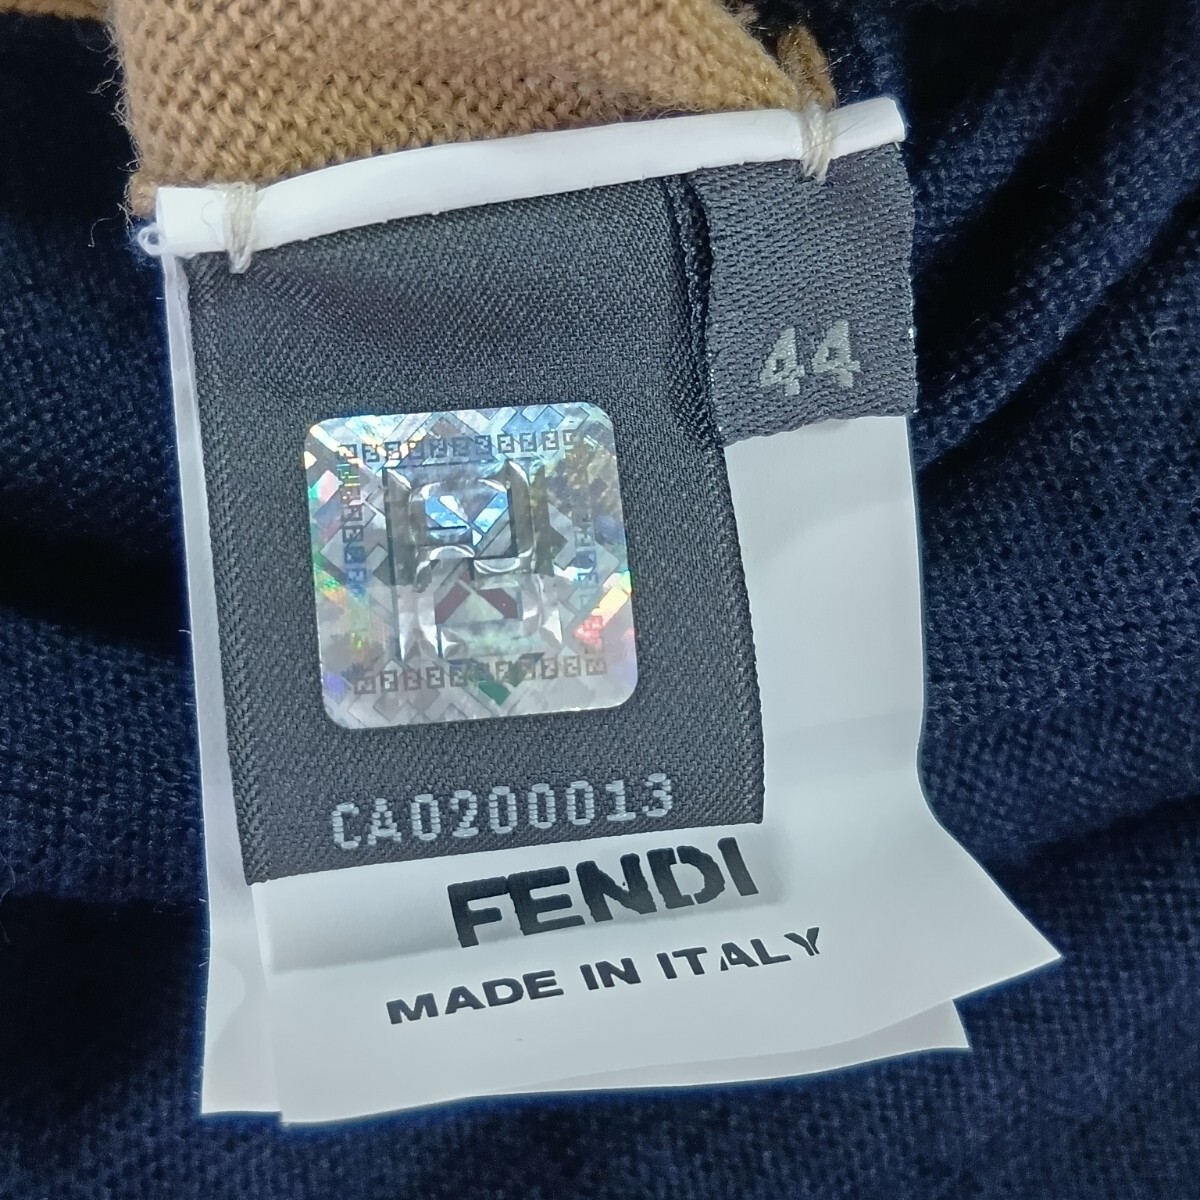 44
CA0200013
FENDI
MADE IN ITALY